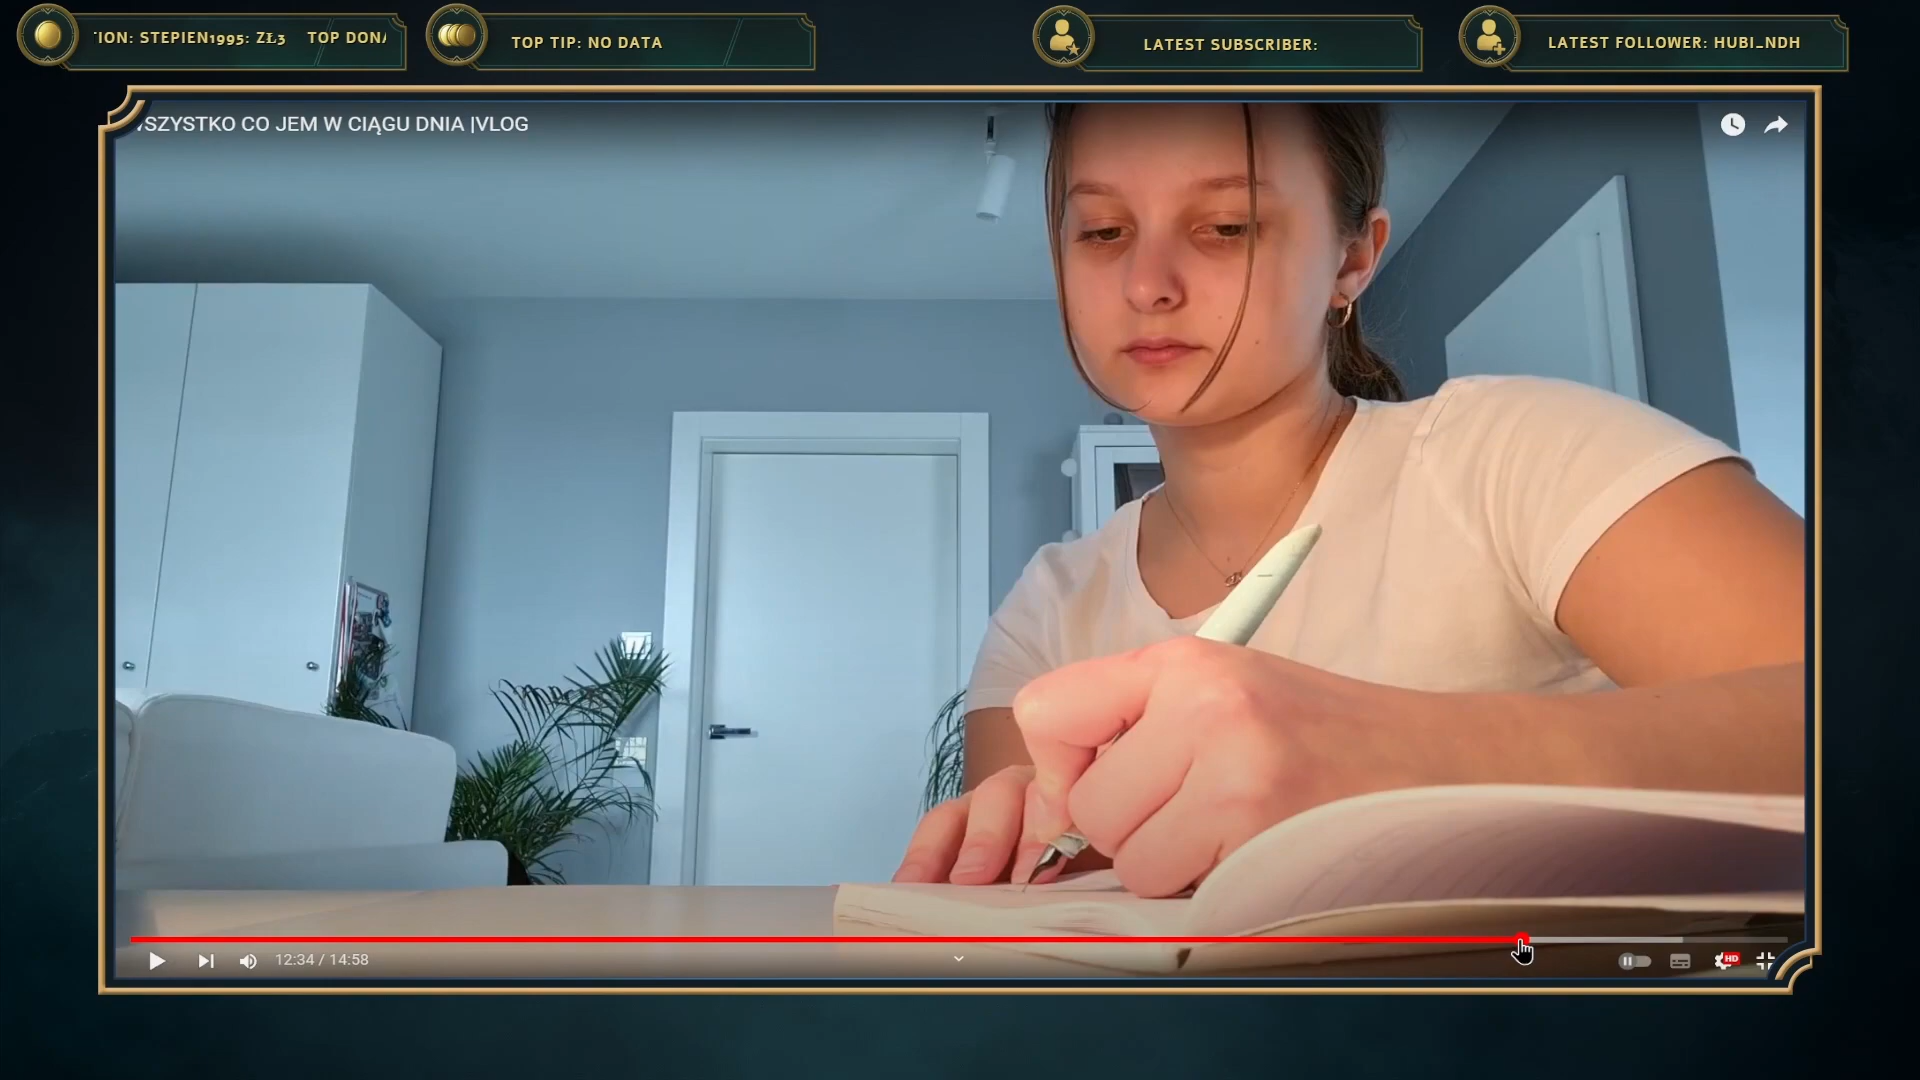 ION: STEPIEN1995: ZŁ3 TOP DON
TOP TIP: NO DATA
LATEST SUBSCRIBER:
LATEST FOLLOWER: HUBI_NDH
SZYSTKO CO JEM W CIĄGU DNIA |VLOG
12:34 / 14:58
HD